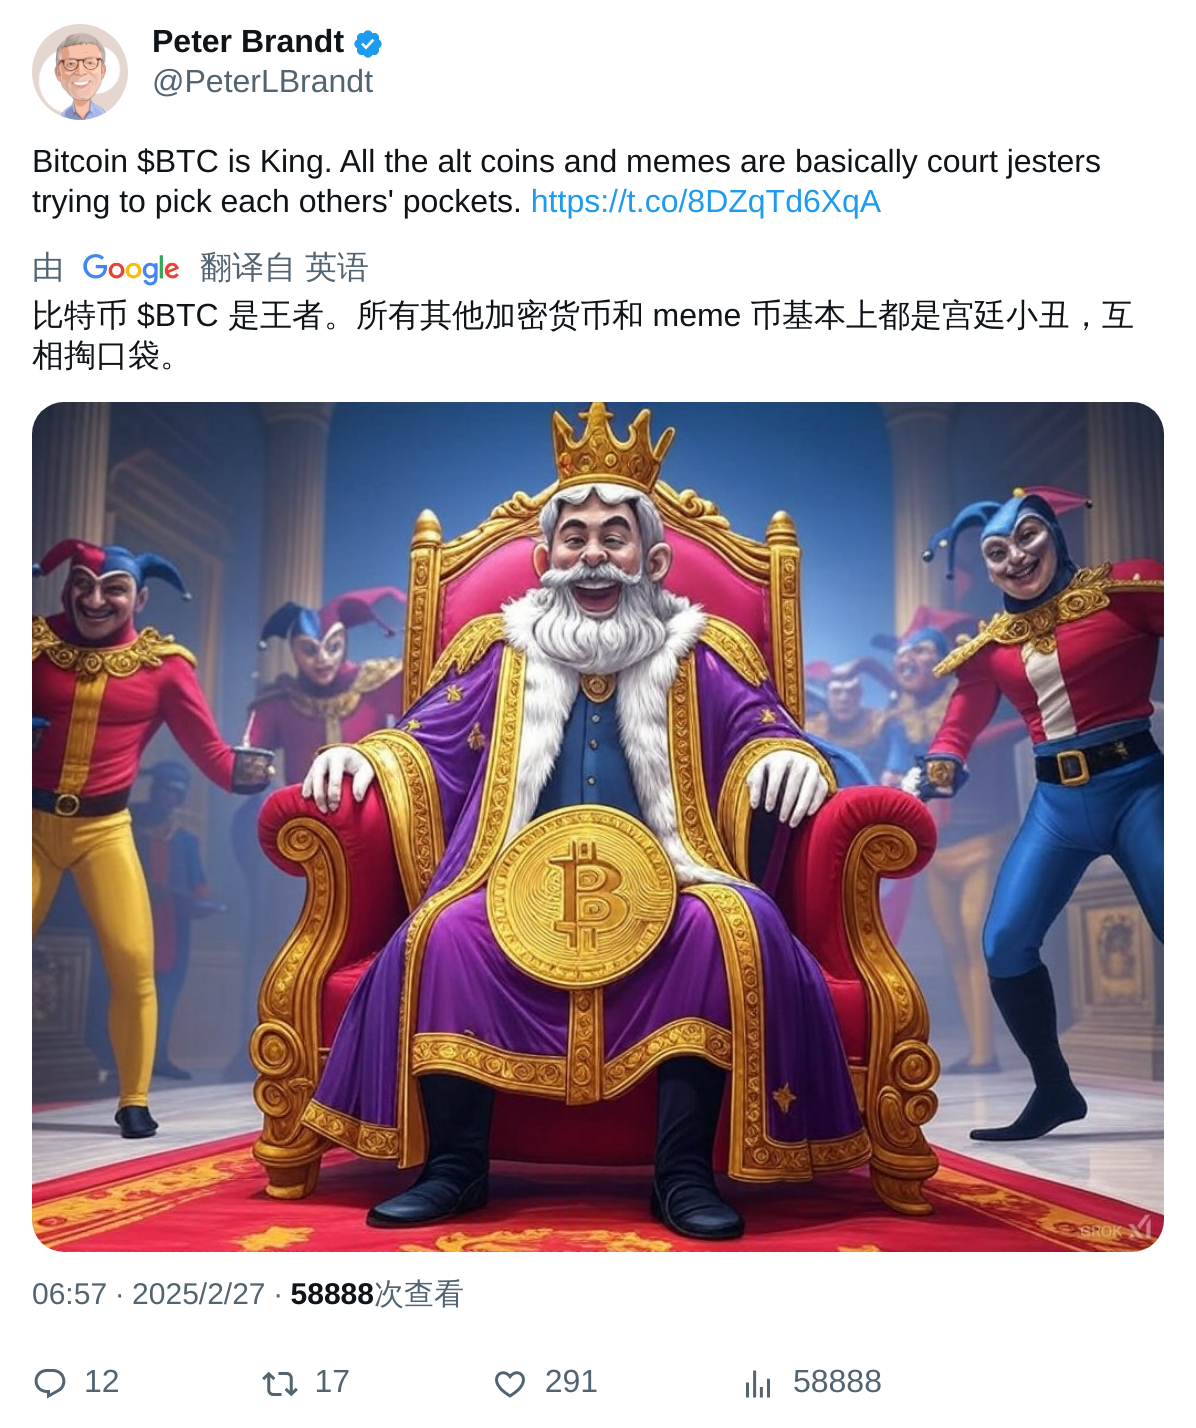 Peter Brandt
@PeterLBrandt
Bitcoin $BTC is King. All the alt coins and memes are basically court jesters
trying to pick each others' pockets. https://t.co/8DZqTd6XqA
由 Google 翻译自 英语
比特币 $BTC 是王者。所有其他加密货币和 meme 币基本上都是宫廷小丑，互
相掏口袋。
GROK
06:57 · 2025/2/27 · 58888次查看
12 17 291 58888